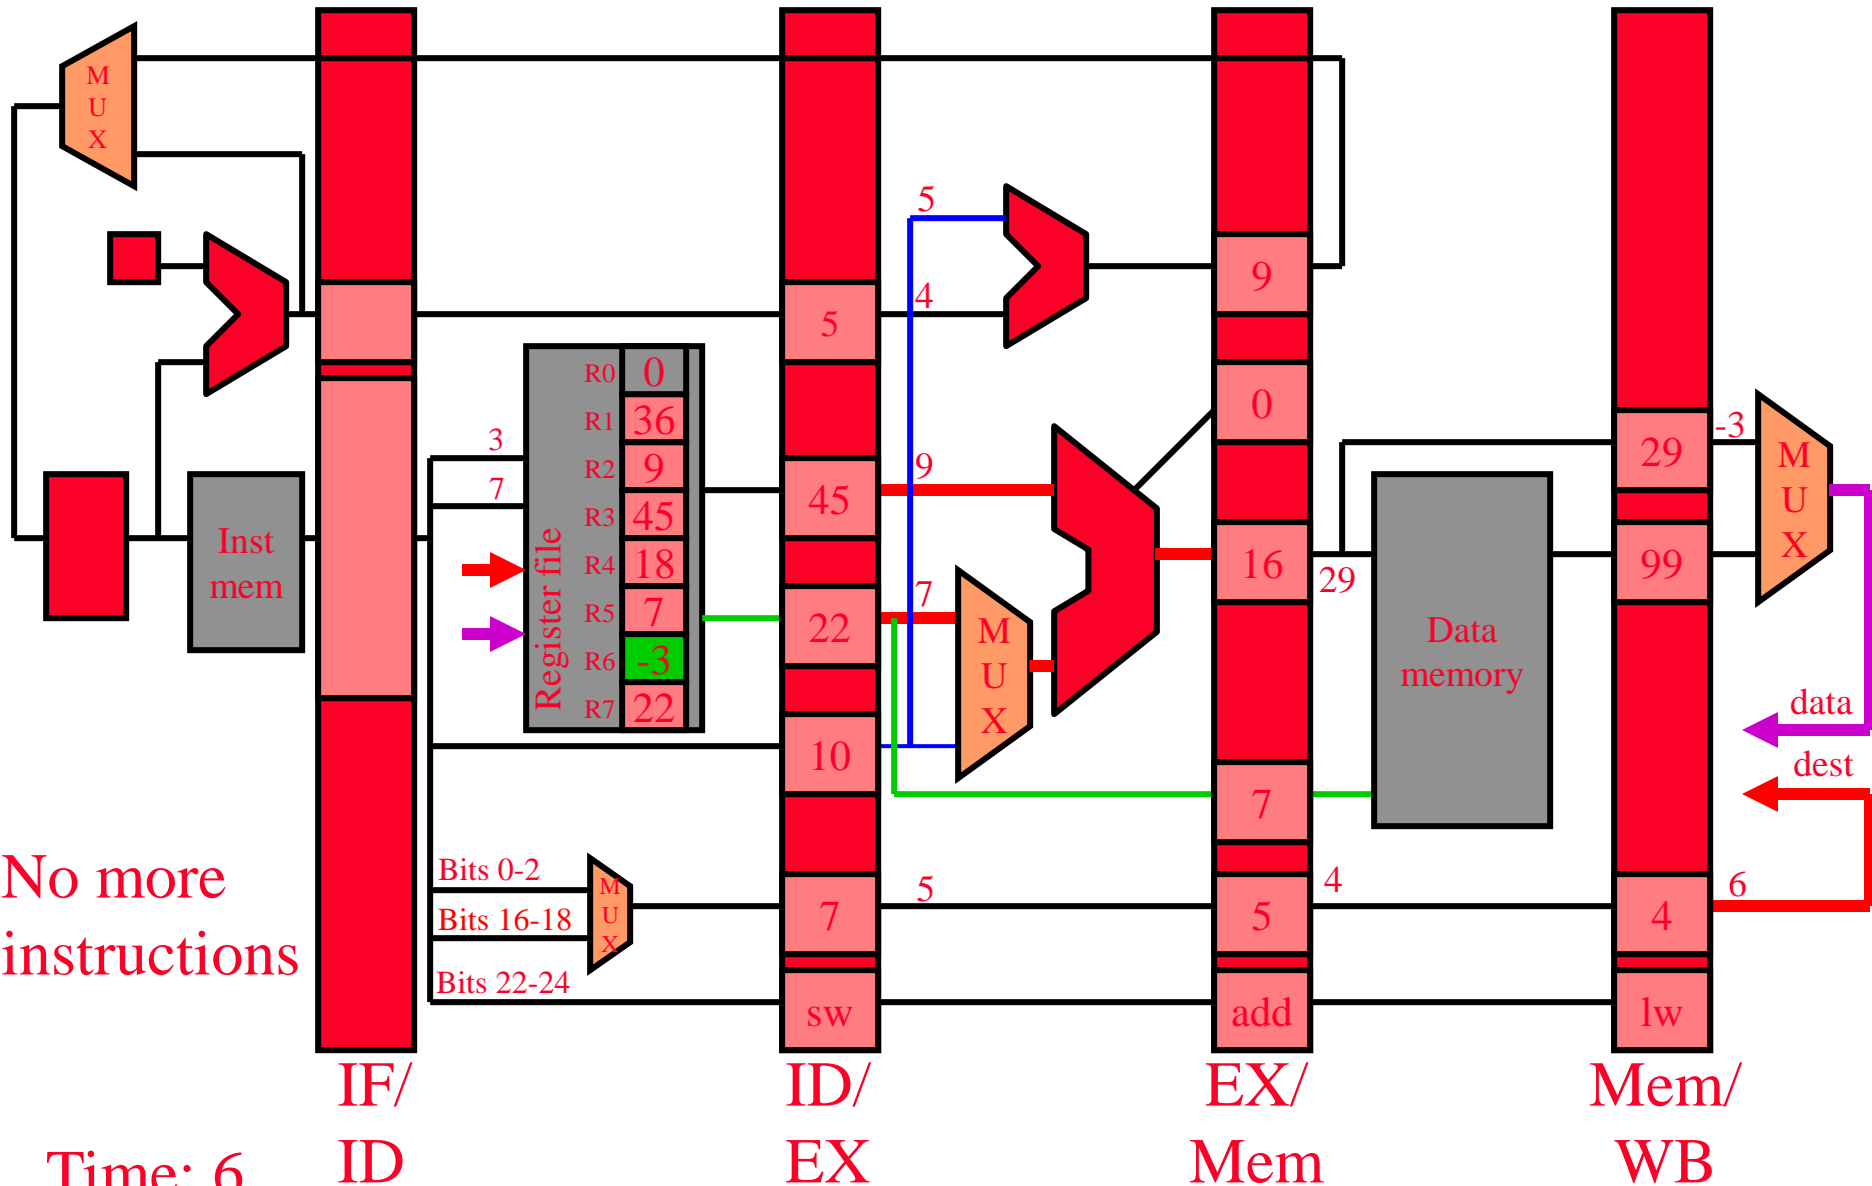 M
U
X
5
5
4
9
5
0
R0 0
R1 36
R2 9
R3 45
R4 18
R5 7
R6 -3
R7 22
Register file
3
7
Inst
mem
45
9
22
7
10
M
U
X
16
29
29
-3
99
M
U
X
Data
memory
data
dest
7
No more
instructions
Bits 0-2
Bits 16-18
Bits 22-24
M
U
X
7
5
5
4
4
6
sw
add
lw
IF/
ID
ID/
EX
EX/
Mem
Mem/
WB
Time: 6